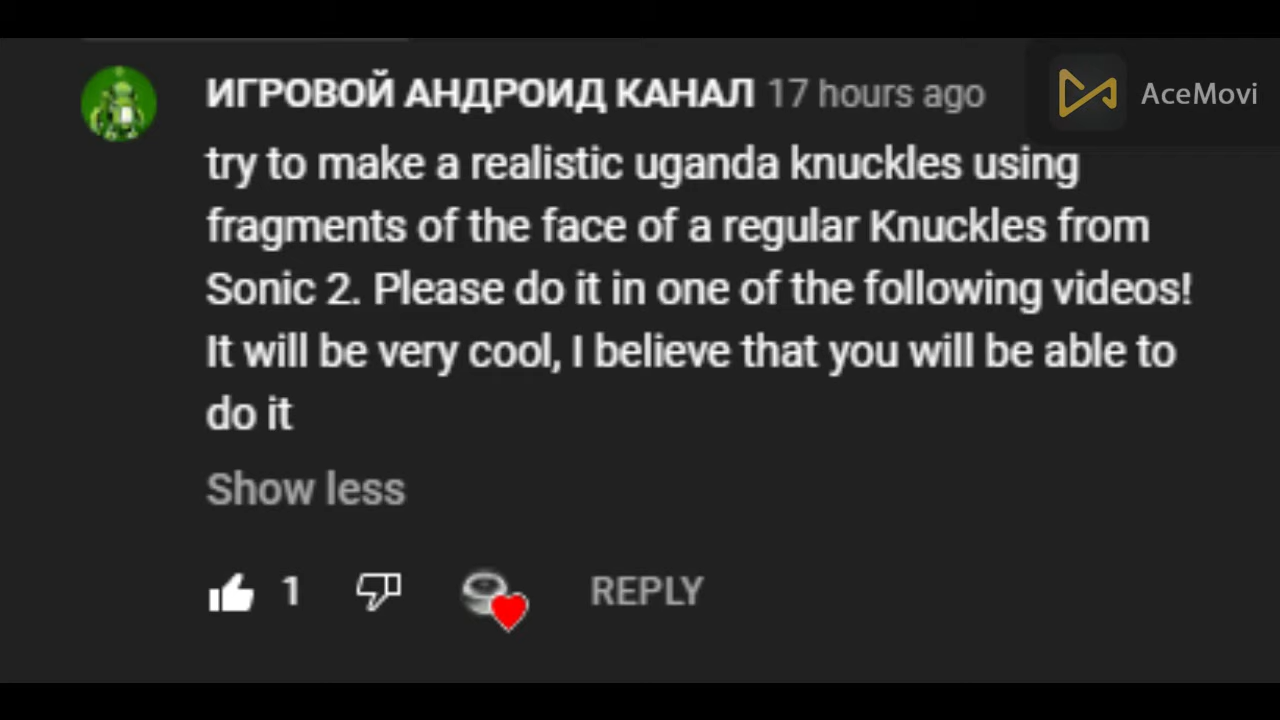 ИГРОВОЙ АНДРОИД КАНАЛ 17 hours ago
AceMovi
try to make a realistic uganda knuckles using
fragments of the face of a regular Knuckles from
Sonic 2. Please do it in one of the following videos!
It will be very cool, I believe that you will be able to
do it
Show less
1
REPLY